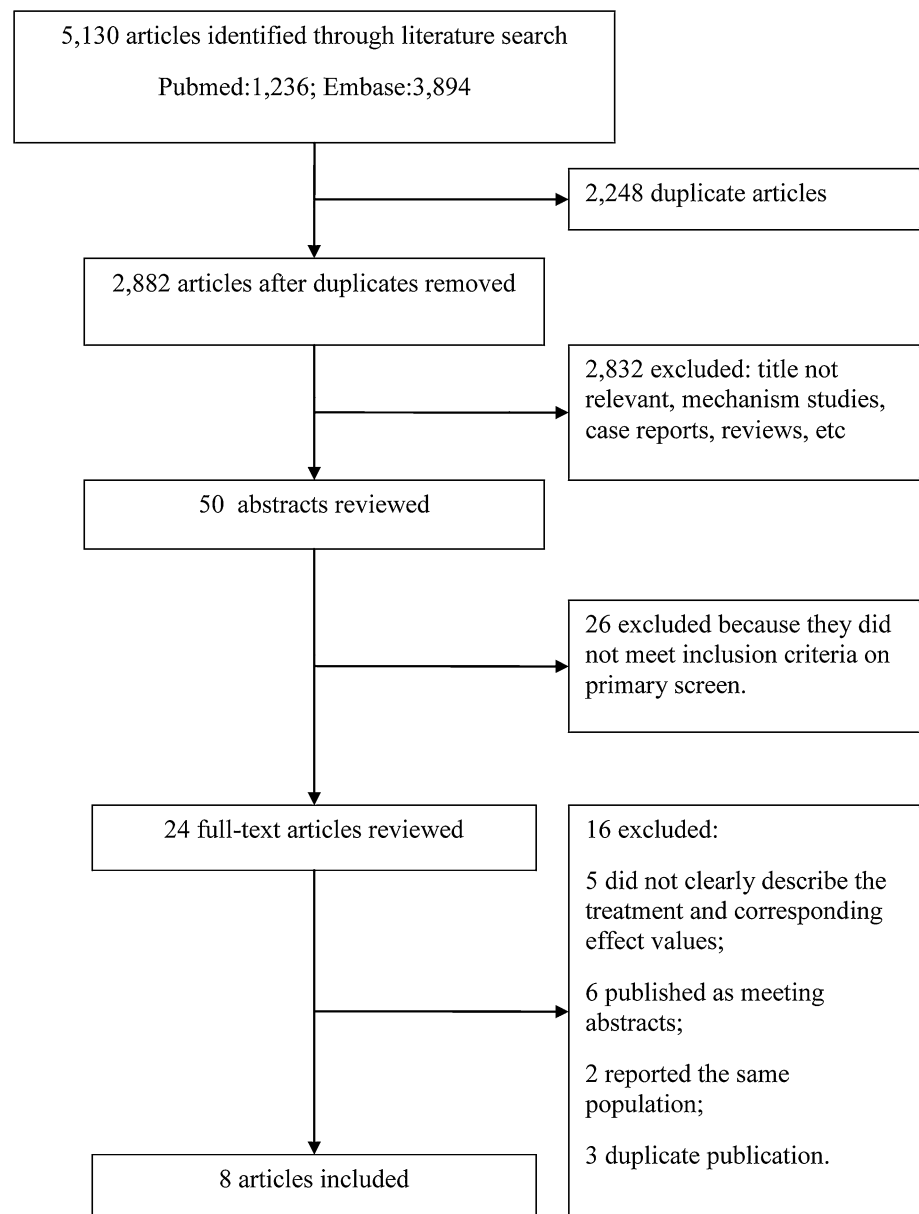 5,130 articles identified through literature search
Pubmed:1,236; Embase:3,894
2,248 duplicate articles
2,882 articles after duplicates removed
2,832 excluded: title not
relevant, mechanism studies,
case reports, reviews, etc
50 abstracts reviewed
26 excluded because they did
not meet inclusion criteria on
primary screen.
24 full-text articles reviewed
16 excluded:
5 did not clearly describe the
treatment and corresponding
effect values;
6 published as meeting
abstracts;
2 reported the same
population;
3 duplicate publication.
8 articles included